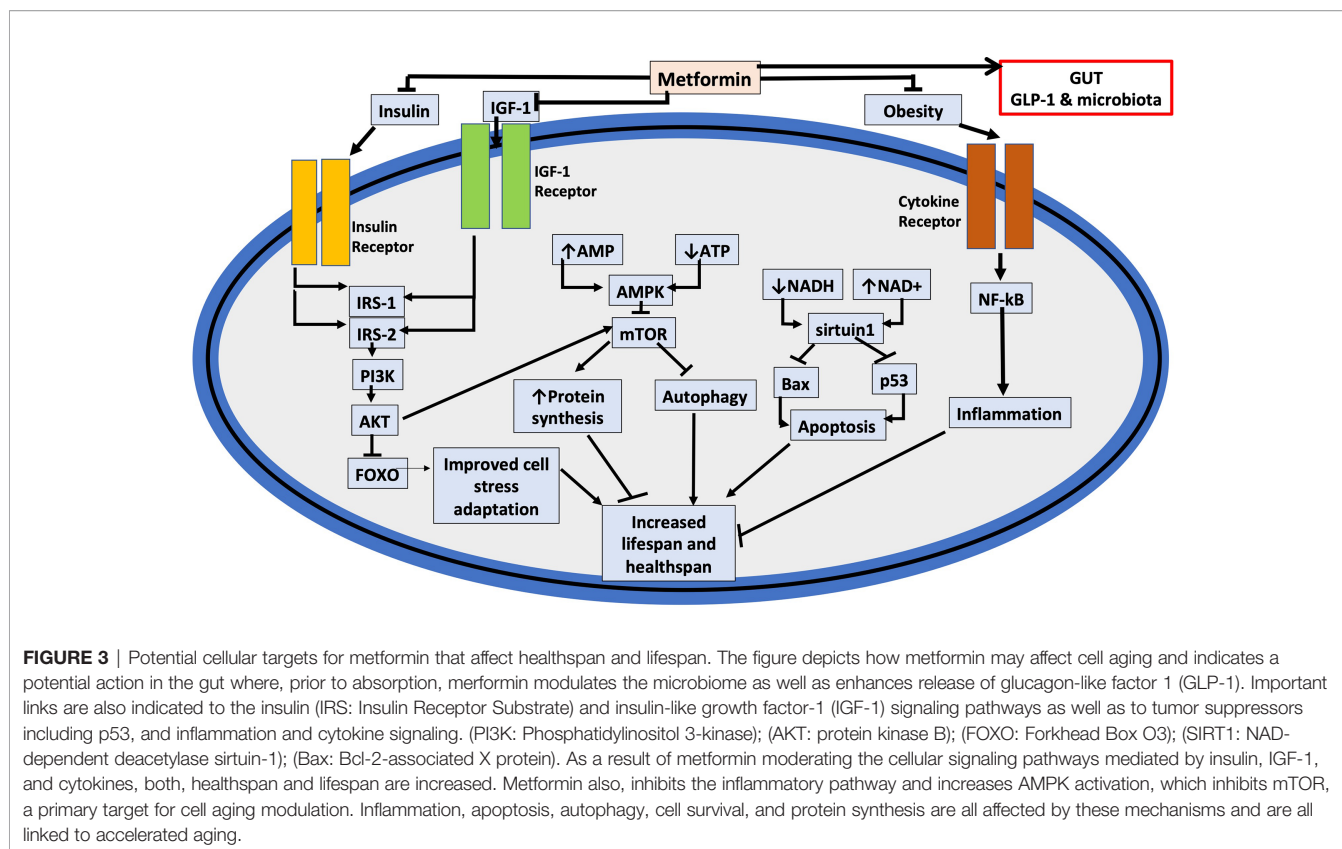 Metformin
GUT
GLP-1 & microbiota
Insulin
IGF-1
Obesity
IGF-1
Receptor
Cytokine
Receptor
Insulin
Receptor
↑AMP
↓ATP
AMPK
↓NADH
↑NAD+
NF-kB
IRS-1
IRS-2
mTOR
sirtuin1
PI3K
Bax
p53
↑Protein
synthesis
Autophagy
AKT
Apoptosis
Inflammation
FOXO
Improved cell
stress
adaptation
Increased
lifespan and
healthspan
FIGURE 3 | Potential cellular targets for metformin that affect healthspan and lifespan. The figure depicts how metformin may affect cell aging and indicates a
potential action in the gut where, prior to absorption, merformin modulates the microbiome as well as enhances release of glucagon-like factor 1 (GLP-1). Important
links are also indicated to the insulin (IRS: Insulin Receptor Substrate) and insulin-like growth factor-1 (IGF-1) signaling pathways as well as to tumor suppressors
including p53, and inflammation and cytokine signaling. (PI3K: Phosphatidylinositol 3-kinase); (AKT: protein kinase B); (FOXO: Forkhead Box O3); (SIRT1: NAD-
dependent deacetylase sirtuin-1); (Bax: Bcl-2-associated X protein). As a result of metformin moderating the cellular signaling pathways mediated by insulin, IGF-1,
and cytokines, both, healthspan and lifespan are increased. Metformin also, inhibits the inflammatory pathway and increases AMPK activation, which inhibits mTOR,
a primary target for cell aging modulation. Inflammation, apoptosis, autophagy, cell survival, and protein synthesis are all affected by these mechanisms and are all
linked to accelerated aging.